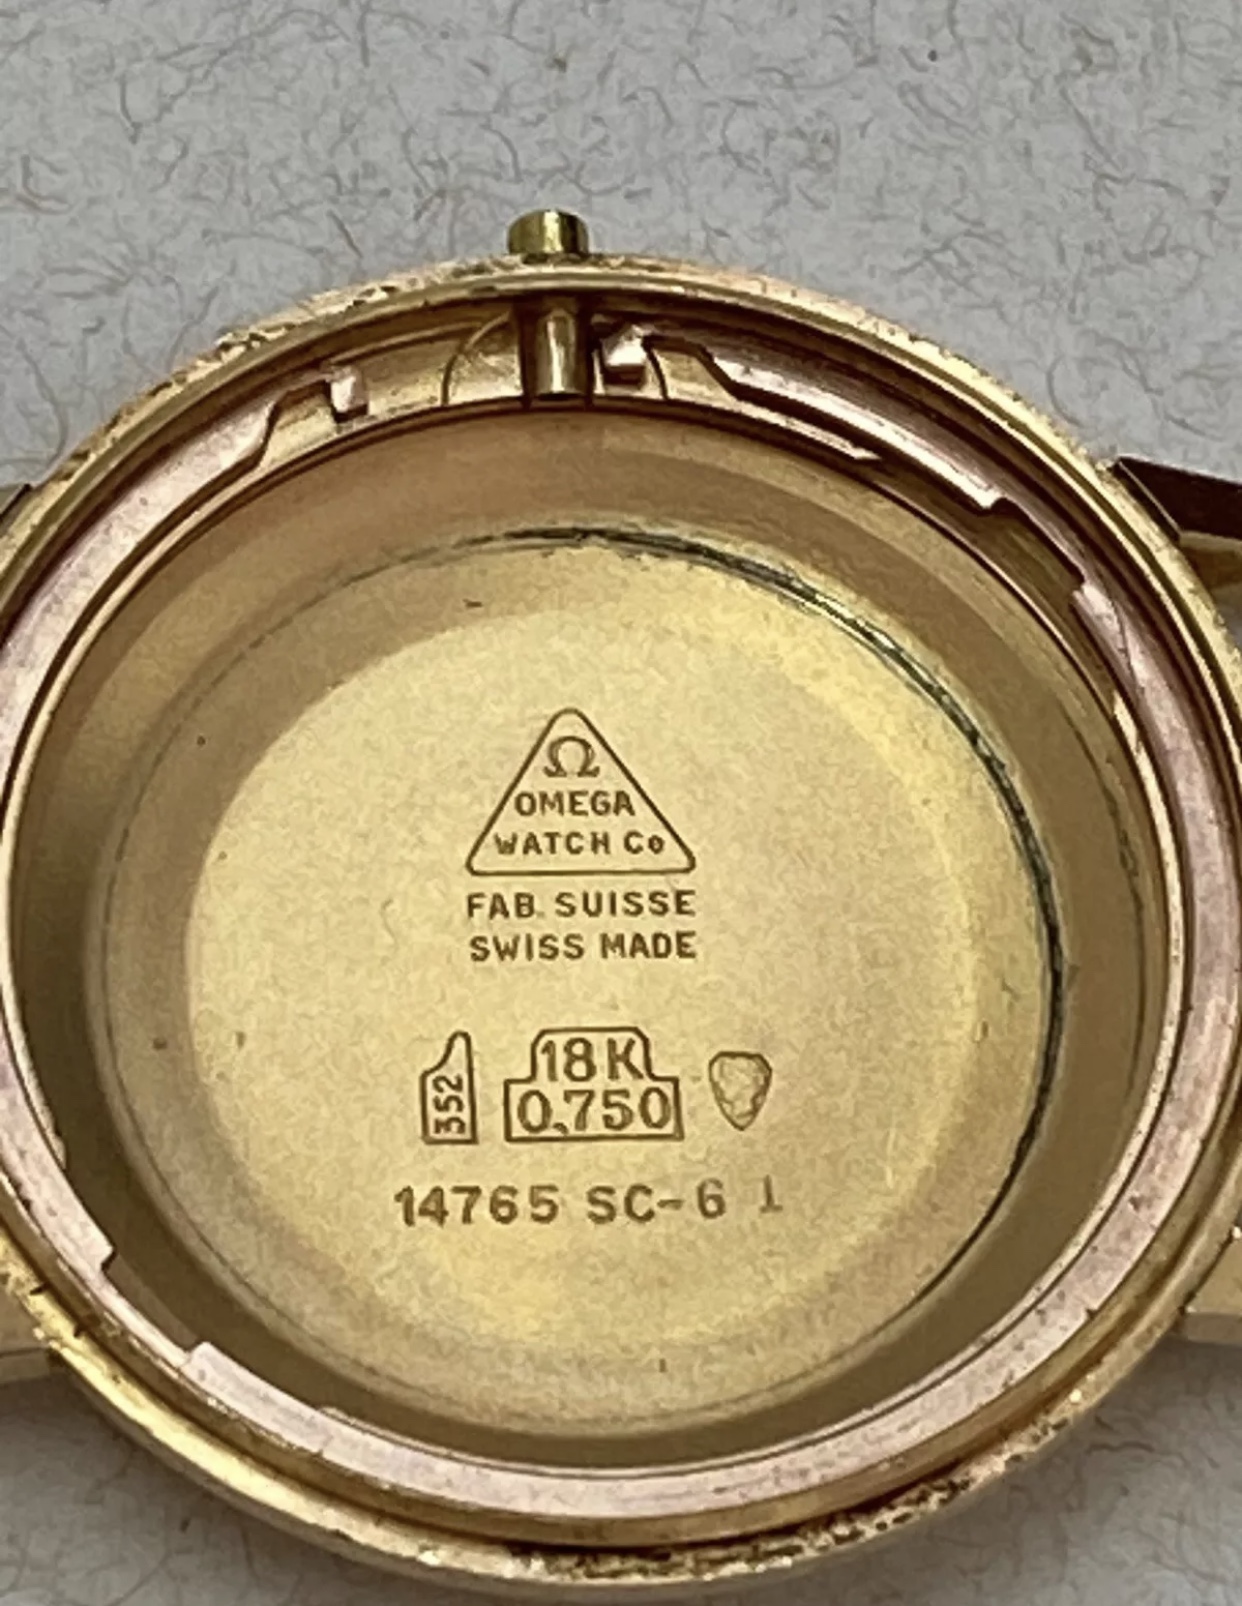 Ω
OMEGA
WATCH Co
FAB. SUISSE
SWISS MADE
352
18K
0,750
14765 SC-6 1